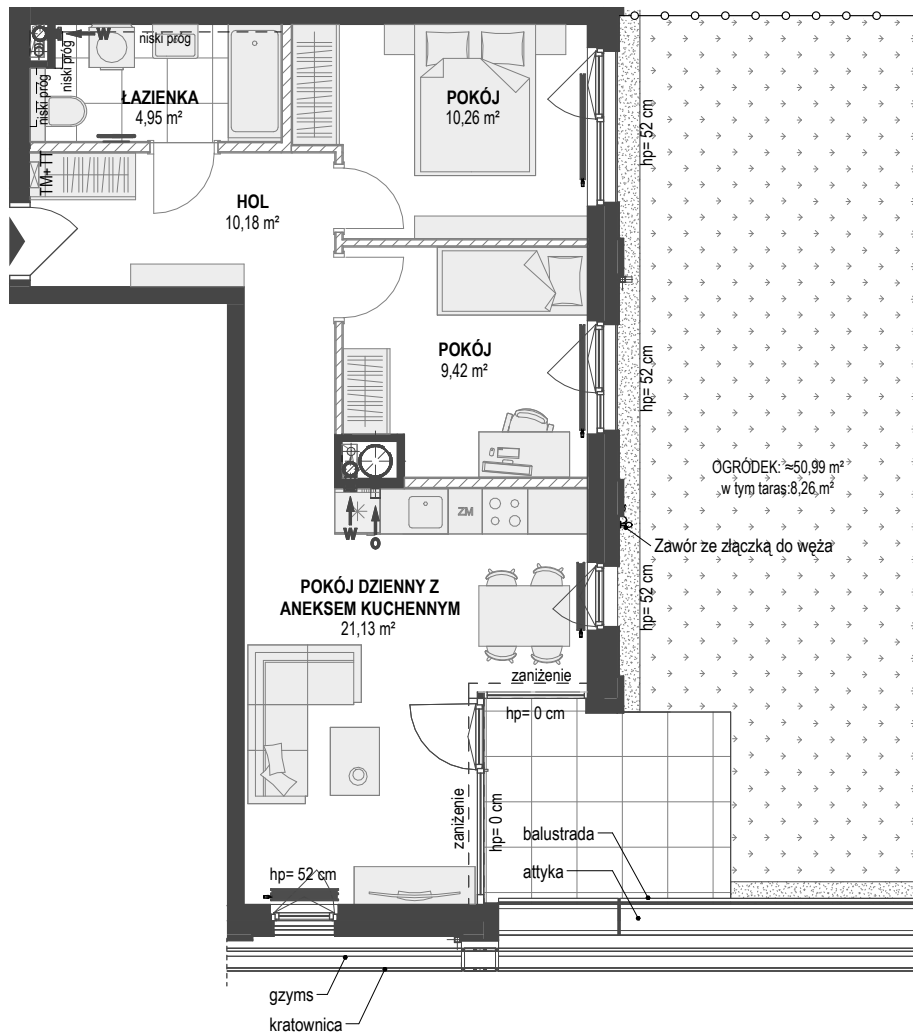 W
niski próg
niski próg
niski próg
ŁAZIENKA
4,95 m²
POKÓJ
10,26 m²
hp= 52 cm
TM+ TT
HOL
10,18 m²
POKÓJ
9,42 m²
hp= 52 cm
OGRÓDEK: ≈50,99 m²
w tym taras:8,26 m²
ZM
W
O
Zawór ze złączką do węża
POKÓJ DZIENNY Z
ANEKSEM KUCHENNYM
21,13 m²
hp= 52 cm
zaniżenie
hp= 0 cm
zaniżenie
hp= 0 cm
balustrada
attyka
hp= 52 cm
gzyms
kratownica